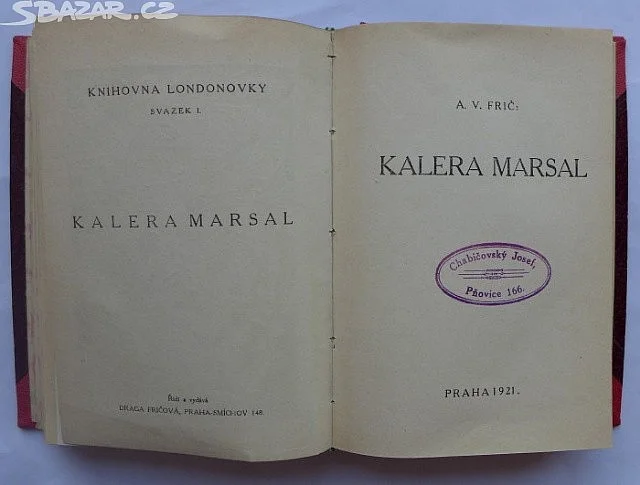 SBAZAR.CZ
KNIHOVNA LONDONOVKY
SVAZEK I.
KALERA MARSAL
Řídí a vydává
DRAGA FRIČOVÁ, PRAHA-SMÍCHOV 148.
A. V. FRIČ:
KALERA MARSAL
Chabičovský Josef,
Pňovice 166.
PRAHA 1921.